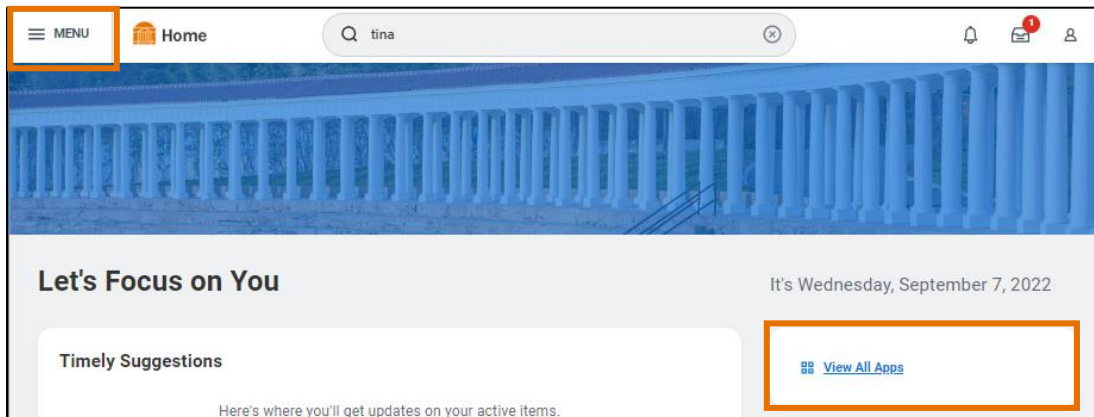 MENU
Home
tina
1
Let's Focus on You
It's Wednesday, September 7, 2022
Timely Suggestions
View All Apps
Here's where you'll get updates on your active items.